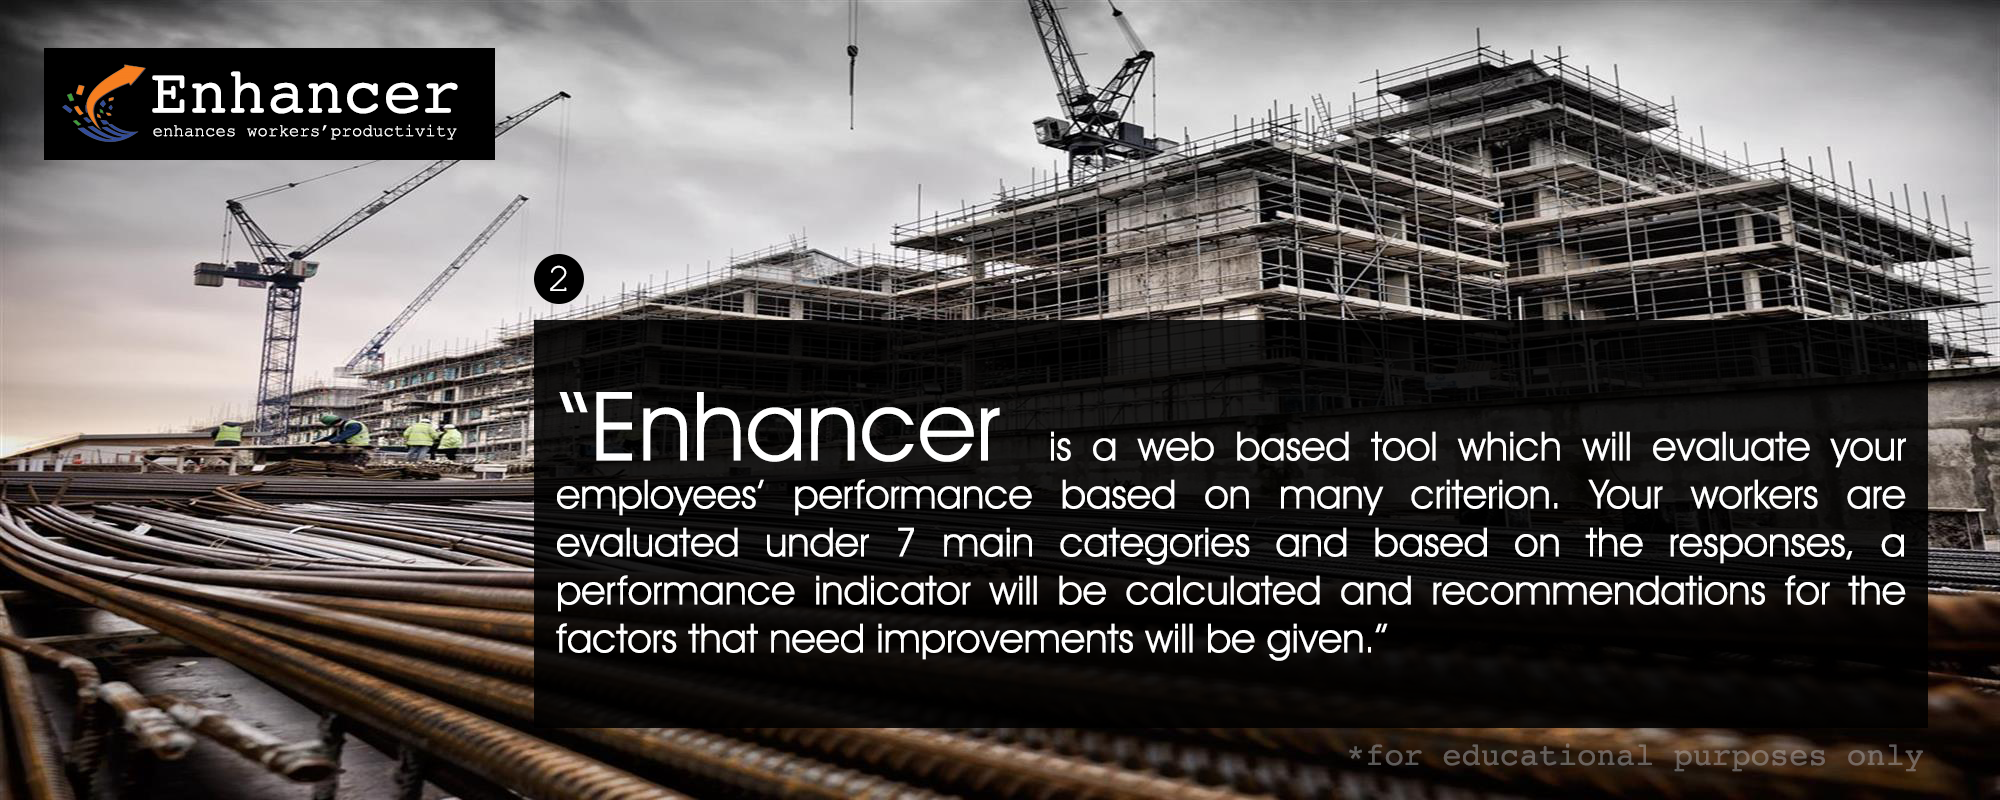 Enhancer
enhances workers'productivity
2
“Enhancer is a web based tool which will evaluate your
employees’ performance based on many criterion. Your workers are
evaluated under 7 main categories and based on the responses, a
performance indicator will be calculated and recommendations for the
factors that need improvements will be given.”
*for educational purposes only